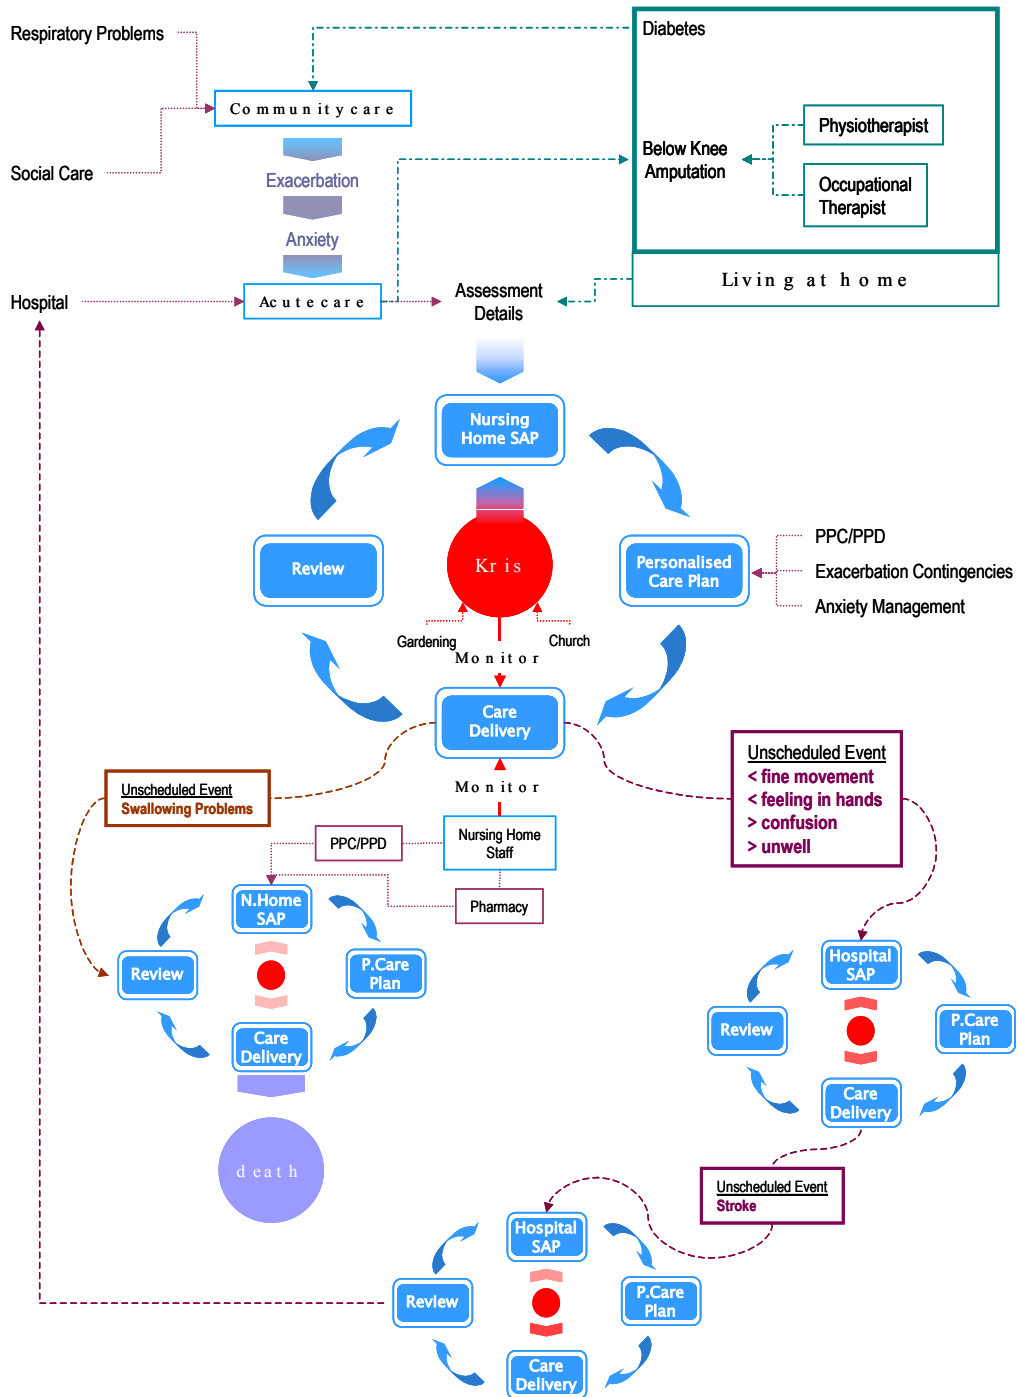 Respiratory Problems
Diabetes
Community care
Physiotherapist
Below Knee
Amputation
Social Care
Exacerbation
Occupational
Therapist
Anxiety
Living at home
Hospital
Acute care
Assessment
Details
Nursing
Home SAP
PPC/PPD
Review
Kris
Personalised
Care Plan
Exacerbation Contingencies
Anxiety Management
Gardening
Church
Monitor
Care
Delivery
Unscheduled Event
< fine movement
< feeling in hands
> confusion
> unwell
Unscheduled Event
Swallowing Problems
Monitor
PPC/PPD
Nursing Home
Staff
Pharmacy
N.Home
SAP
Review
P.Care
Plan
Care
Delivery
Hospital
SAP
Review
P.Care
Plan
Care
Delivery
death
Unscheduled Event
Stroke
Hospital
SAP
Review
P.Care
Plan
Care
Delivery